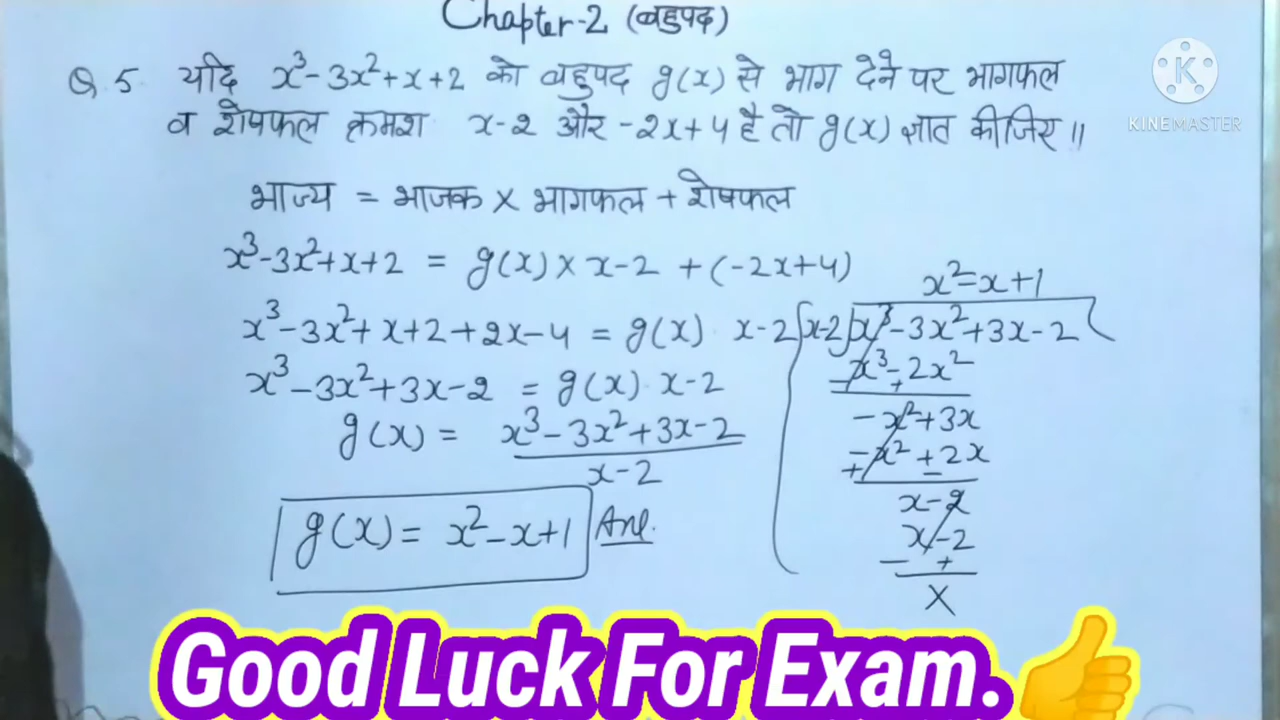 Chapter-2 (बहुपद)
Q.5. यदि x³-3x²+x+2 को बहुपद g(x) से भाग देने पर भागफल
व शेषफल क्रमश x-2 और -2x+4 है तो g(x) ज्ञात कीजिए॥
K
KINEMASTER
भाज्य = भाजक × भागफल + शेषफल
x³-3x²+x+2 = g(x) × x-2 + (-2x+4)
x³-3x²+x+2+2x-4 = g(x) x-2
x³-3x²+3x-2 = g(x) x-2
g(x) = x³-3x²+3x-2
x-2
g(x) = x²-x+1 Ans.
x²-x+1
x-2 x³-3x²+3x-2
x³-2x²
- +
-x²+3x
-x²+2x
+ -
x-2
x-2
- +
x
Good Luck For Exam.